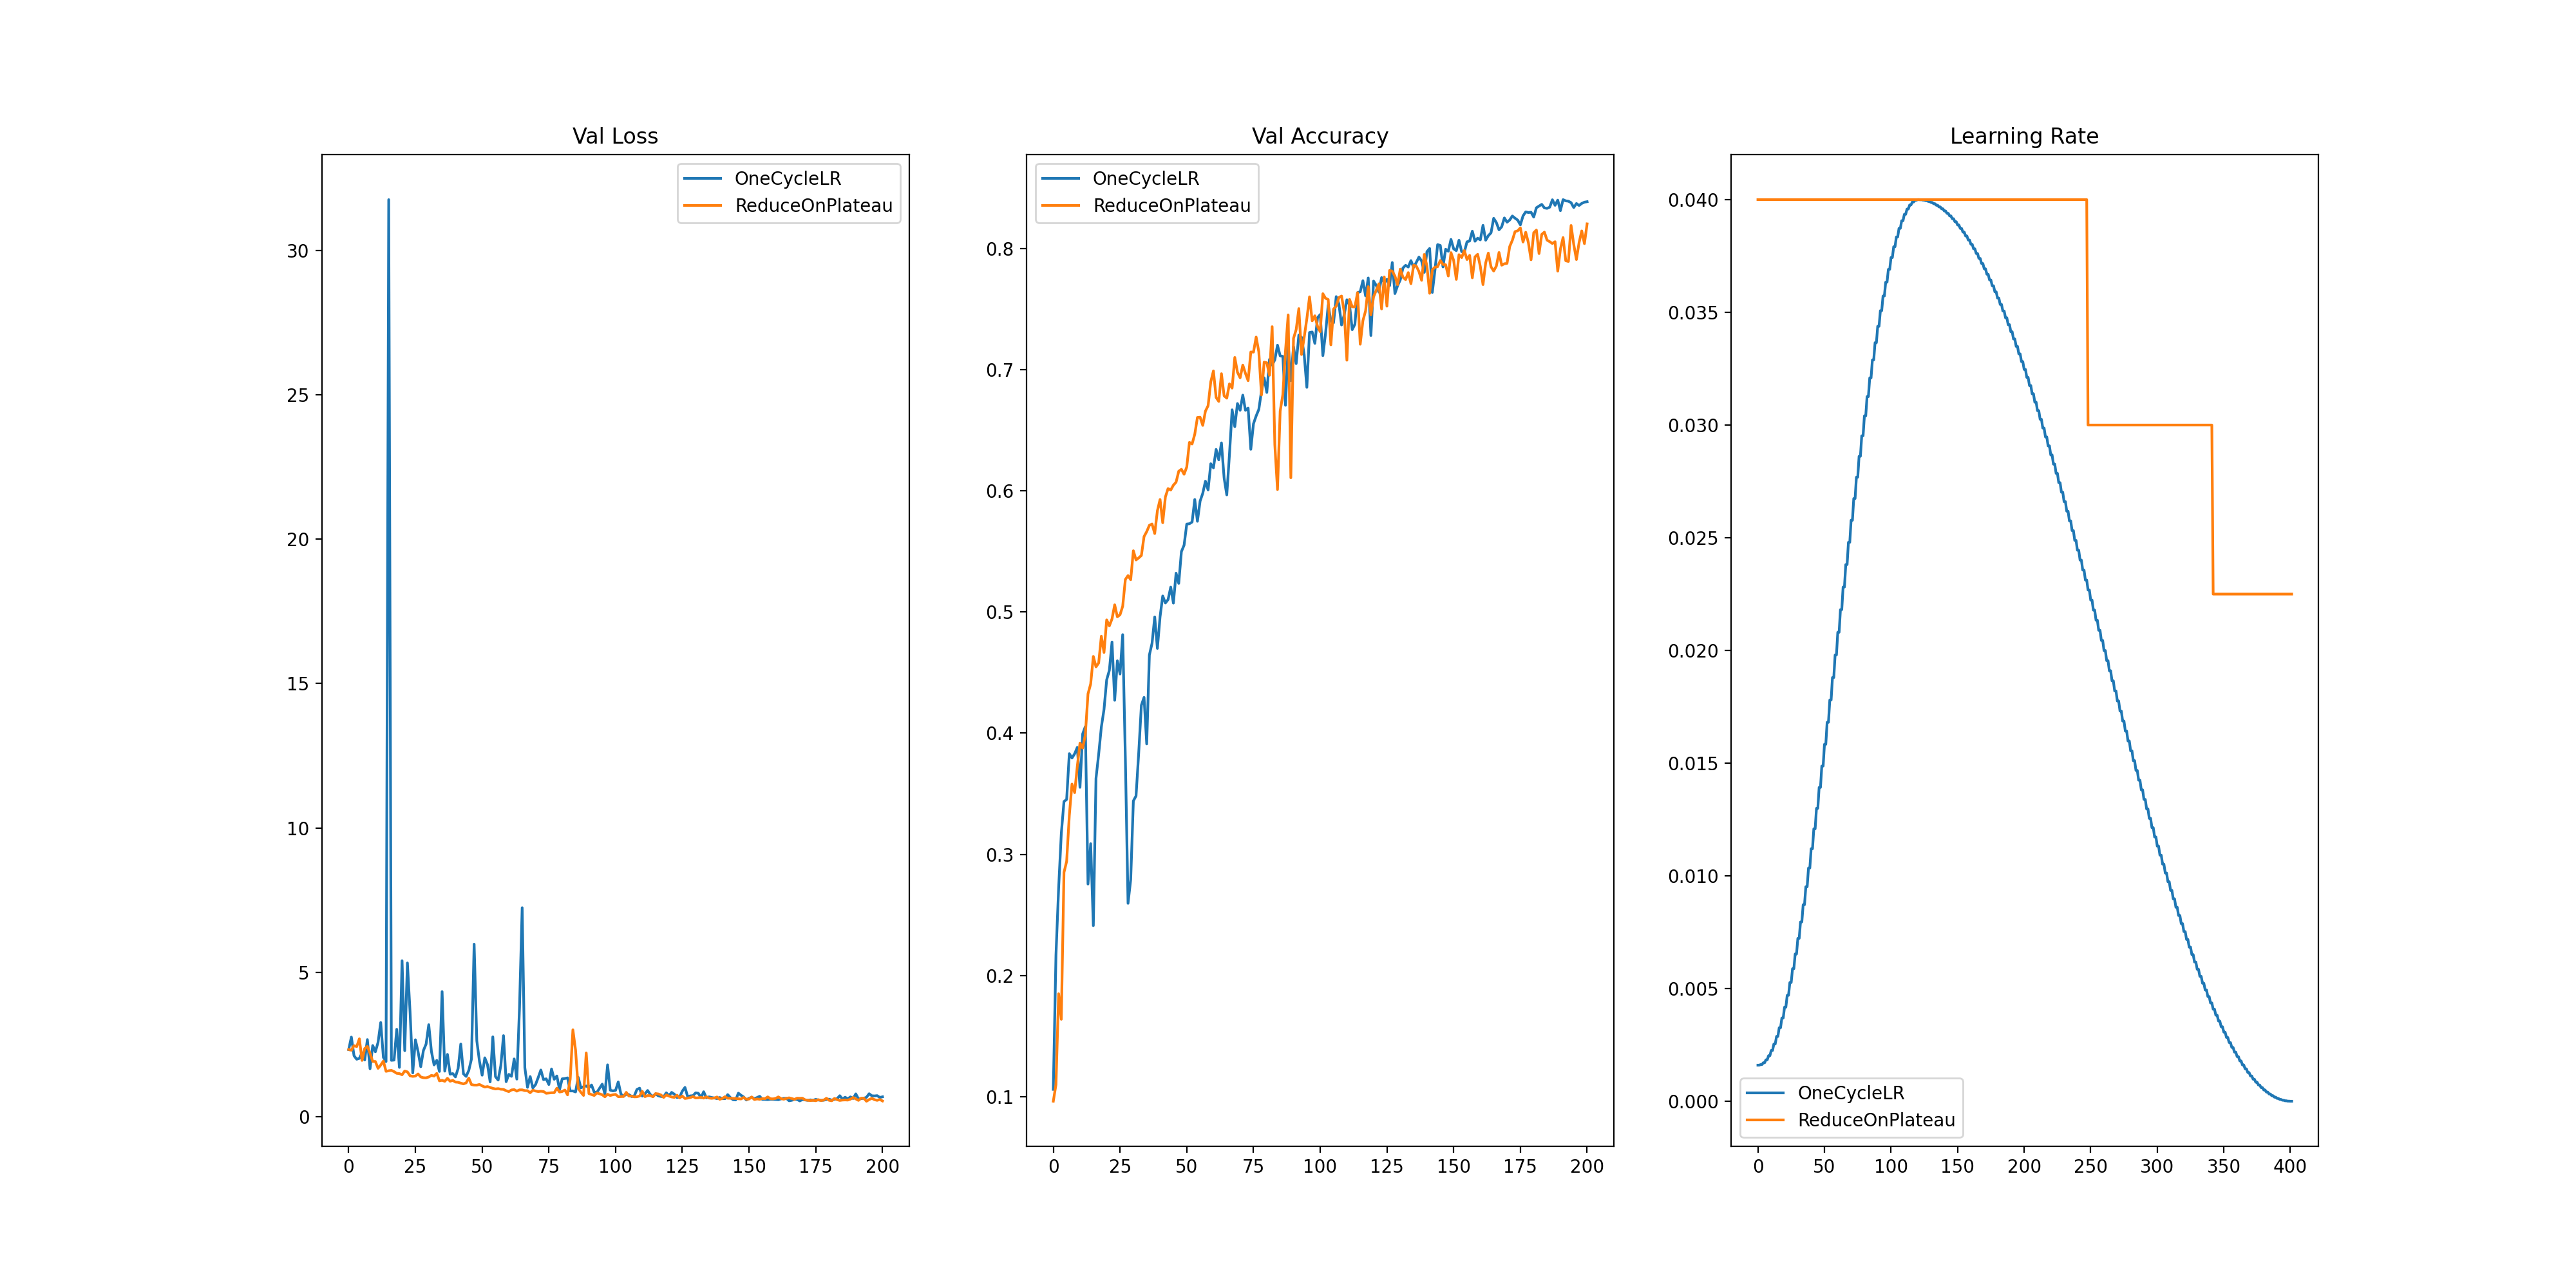 Val Loss
OneCycleLR
ReduceOnPlateau
30
25
20
15
10
5
0
0 25 50 75 100 125 150 175 200
Val Accuracy
OneCycleLR
ReduceOnPlateau
0.8
0.7
0.6
0.5
0.4
0.3
0.2
0.1
0 25 50 75 100 125 150 175 200
Learning Rate
0.040
0.035
0.030
0.025
0.020
0.015
0.010
0.005
0.000
OneCycleLR
ReduceOnPlateau
0 50 100 150 200 250 300 350 400